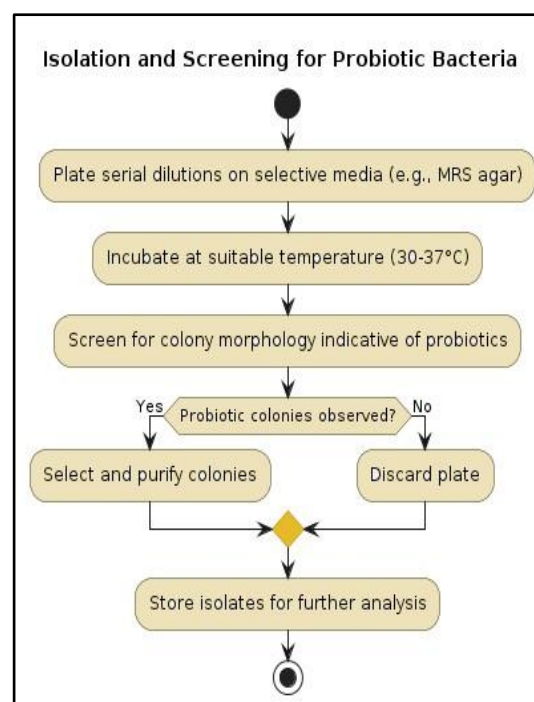 Isolation and Screening for Probiotic Bacteria
Plate serial dilutions on selective media (e.g., MRS agar)
Incubate at suitable temperature (30-37°C)
Screen for colony morphology indicative of probiotics
Yes
Probiotic colonies observed?
No
Select and purify colonies
Discard plate
Store isolates for further analysis